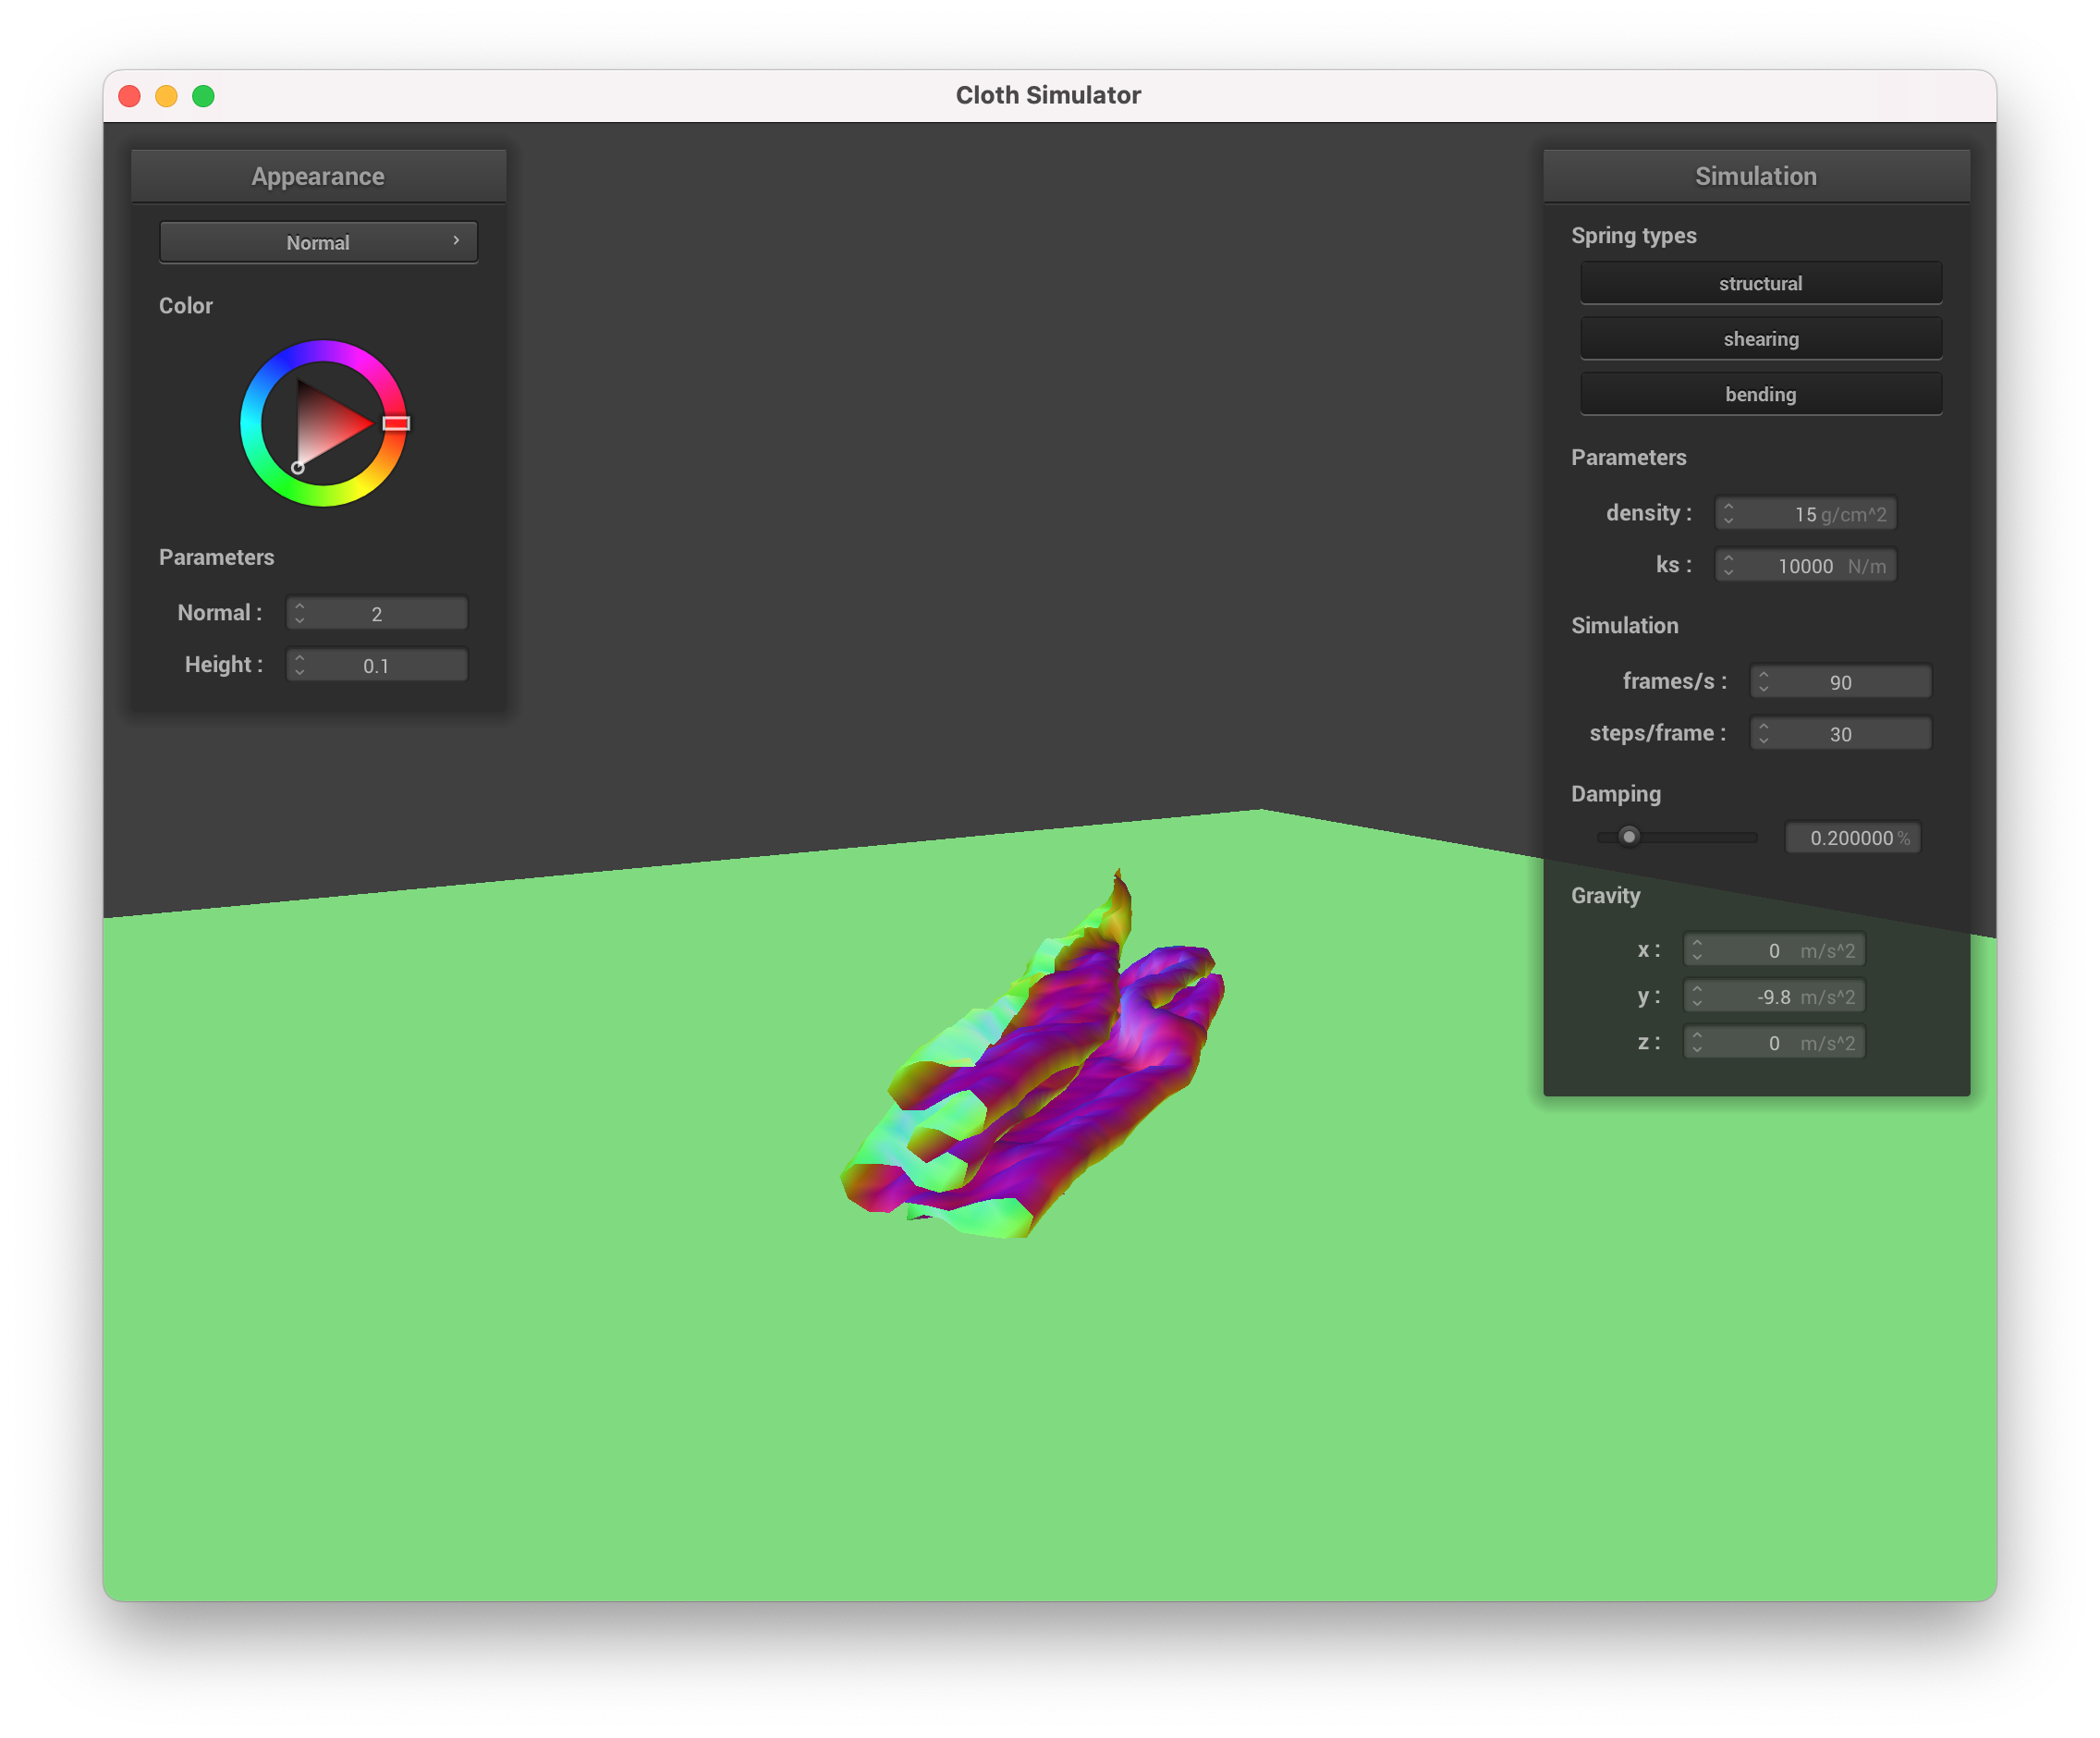 Cloth Simulator
Appearance
Normal
Color
Parameters
Normal : 2
Height : 0.1
Simulation
Spring types
structural
shearing
bending
Parameters
density : 15 g/cm^2
ks : 10000 N/m
Simulation
frames/s : 90
steps/frame : 30
Damping
0.200000 %
Gravity
x : 0 m/s^2
y : -9.8 m/s^2
z : 0 m/s^2